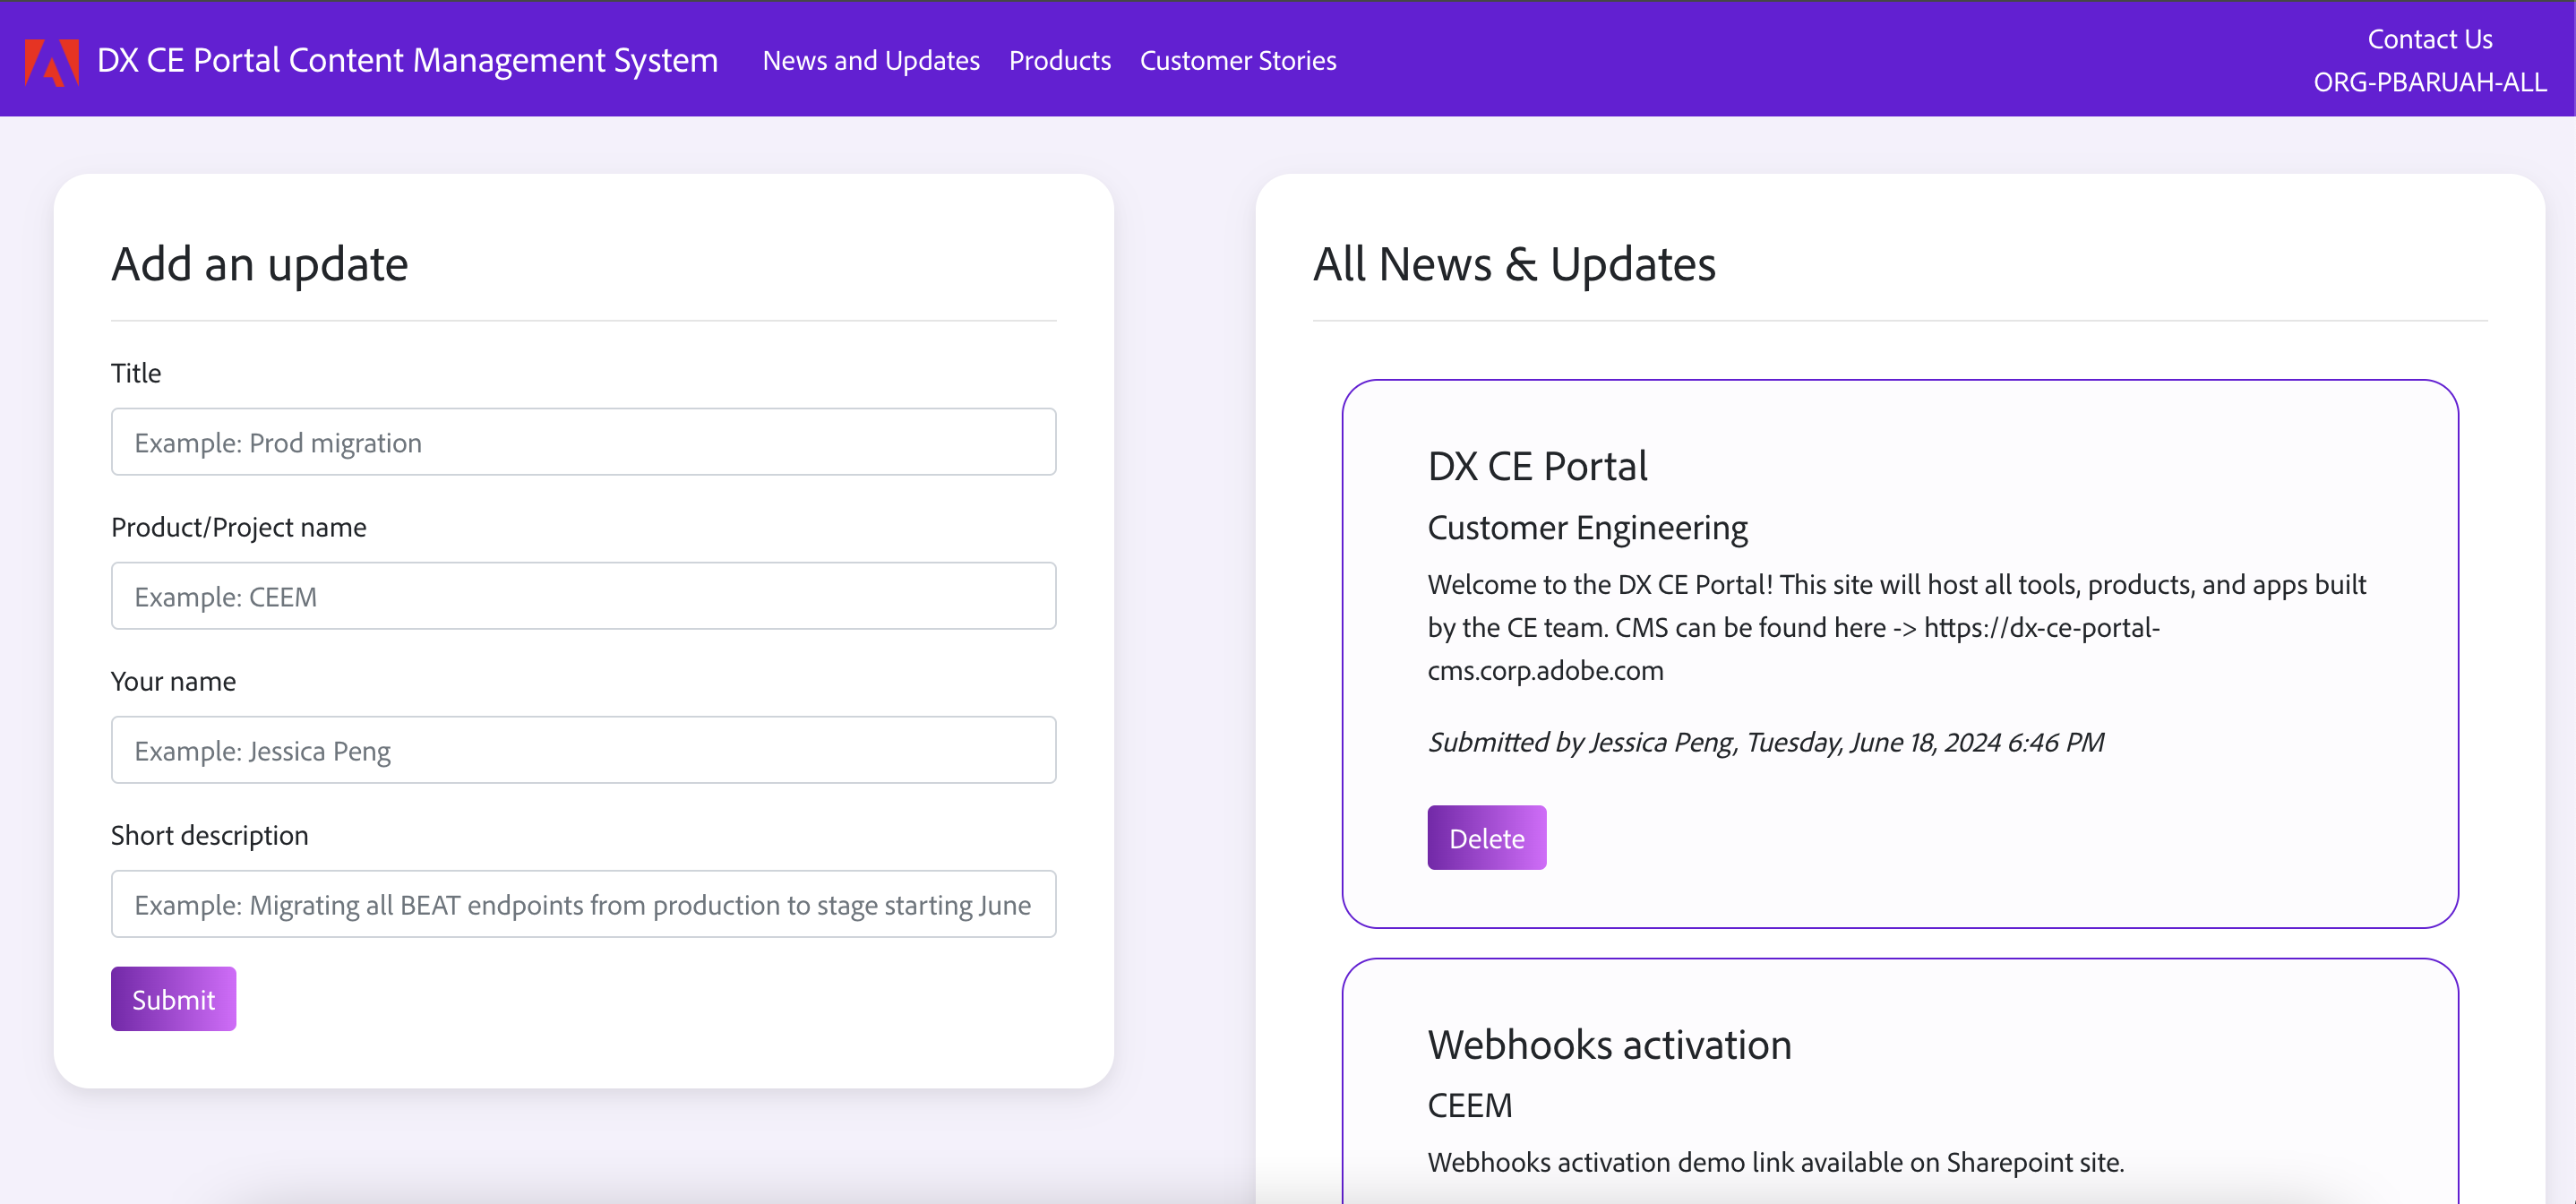 DX CE Portal Content Management System
News and Updates
Products
Customer Stories
Contact Us
ORG-PBARUAH-ALL
Add an update
Title
Example: Prod migration
Product/Project name
Example: CEEM
Your name
Example: Jessica Peng
Short description
Example: Migrating all BEAT endpoints from production to stage starting June
Submit
All News & Updates
DX CE Portal
Customer Engineering
Welcome to the DX CE Portal! This site will host all tools, products, and apps built
by the CE team. CMS can be found here -> https://dx-ce-portal-
cms.corp.adobe.com
Submitted by Jessica Peng, Tuesday, June 18, 2024 6:46 PM
Delete
Webhooks activation
CEEM
Webhooks activation demo link available on Sharepoint site.